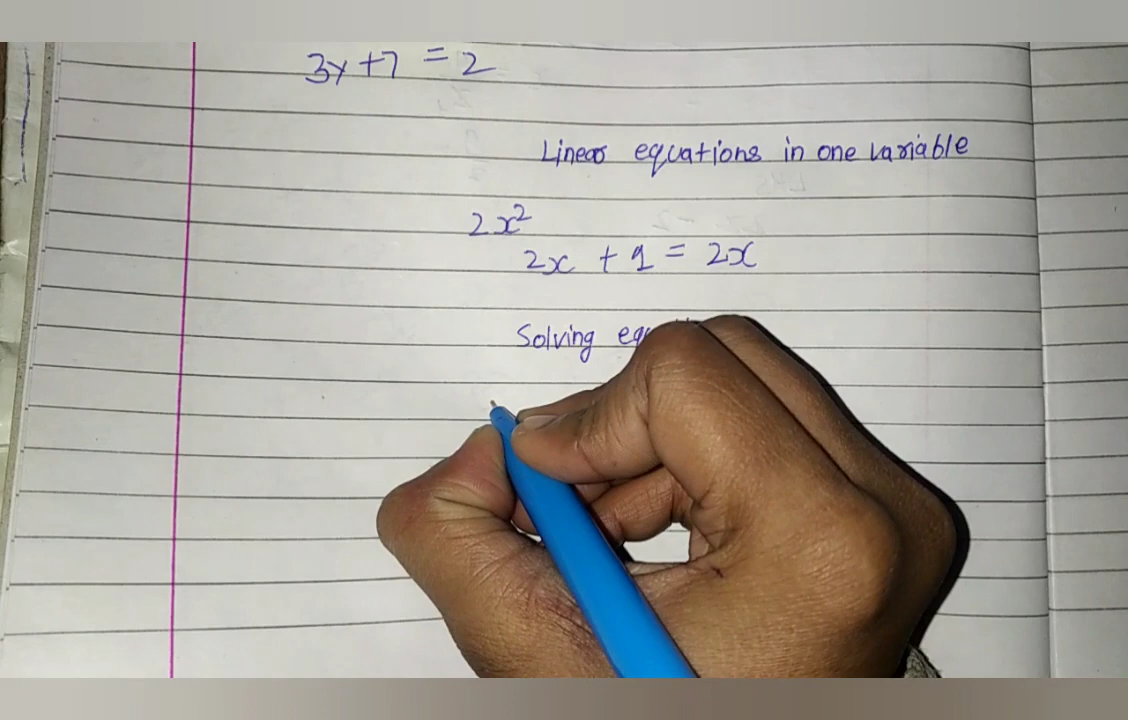 3y + 7 = 2
Linear equations in one variable
2x²
2x + 1 = 2x
Solving